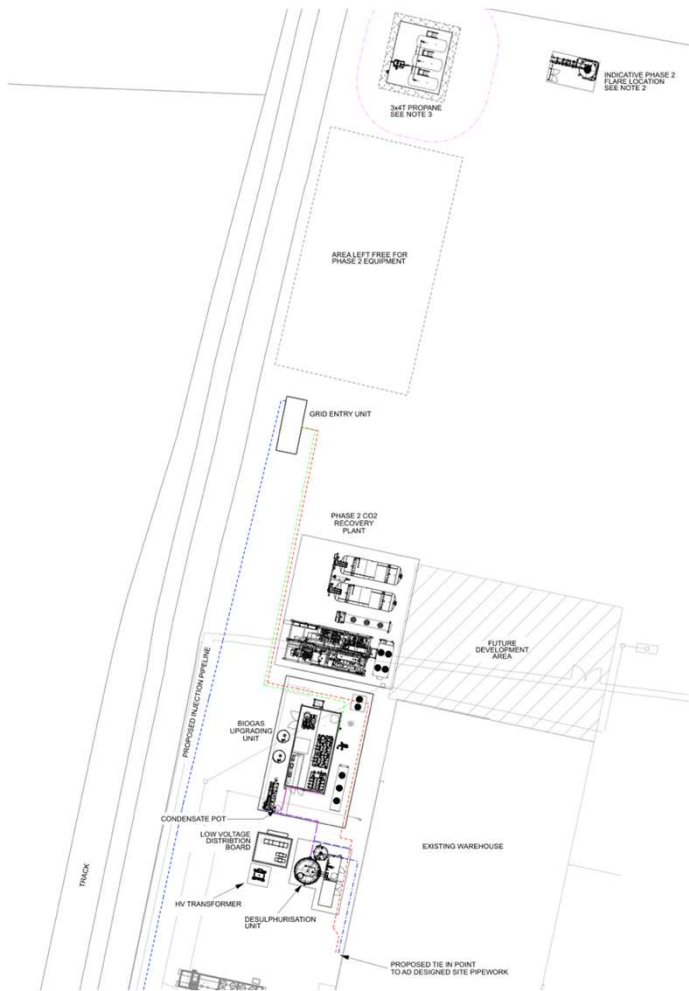 3x4T PROPANE
SEE NOTE 3
INDICATIVE PHASE 2
FLARE LOCATION
SEE NOTE 2
AREA LEFT FREE FOR
PHASE 2 EQUIPMENT
GRID ENTRY UNIT
PHASE 2 CO2
RECOVERY
PLANT
FUTURE
DEVELOPMENT
AREA
PROPOSED INJECTION PIPELINE
BIOGAS
UPGRADING
UNIT
CONDENSATE POT
LOW VOLTAGE
DISTRIBTION
BOARD
EXISTING WAREHOUSE
TRACK
HV TRANSFORMER
DESULPHURISATION
UNIT
PROPOSED TIE IN POINT
TO AD DESIGNED SITE PIPEWORK